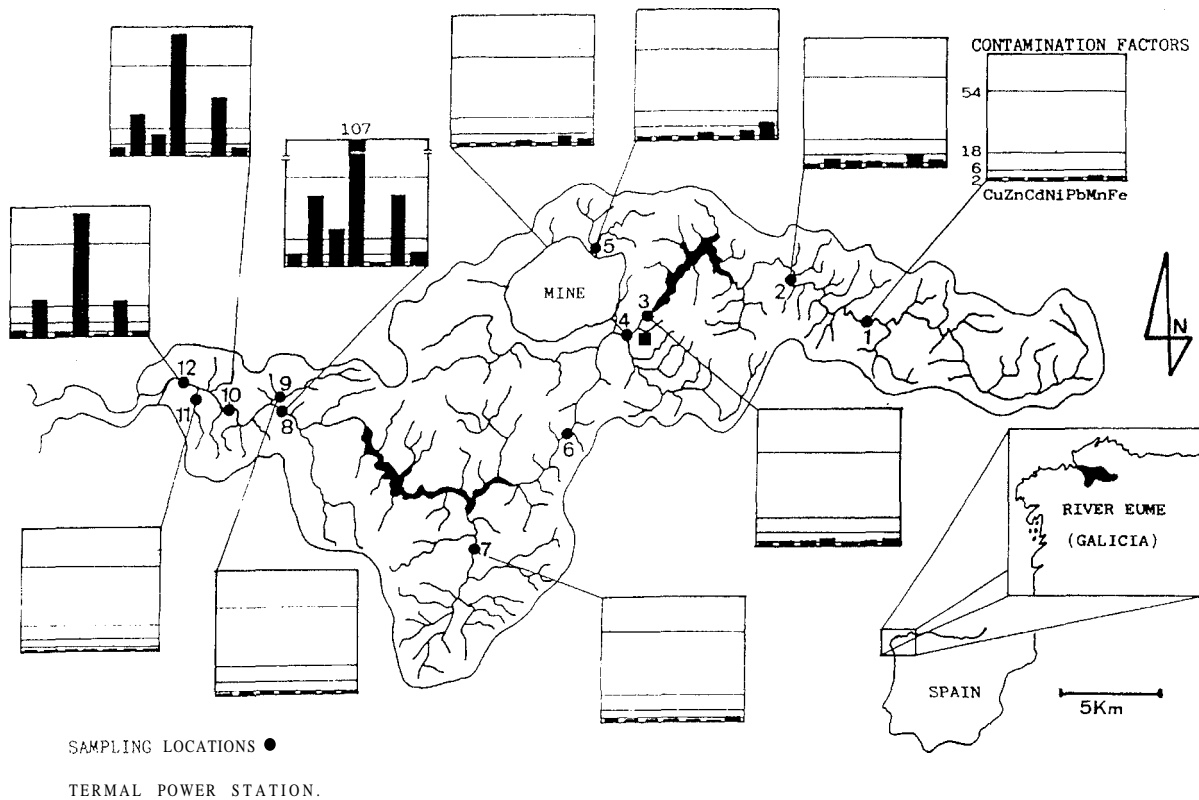 CONTAMINATION FACTORS
54
18
6
2
CuZnCdNiPbMnFe
107
MINE
5
3
4
2
1
N
12
11
10
9
8
6
7
RIVER EUME
(GALICIA)
SPAIN
5Km
SAMPLING LOCATIONS
TERMAL POWER STATION.